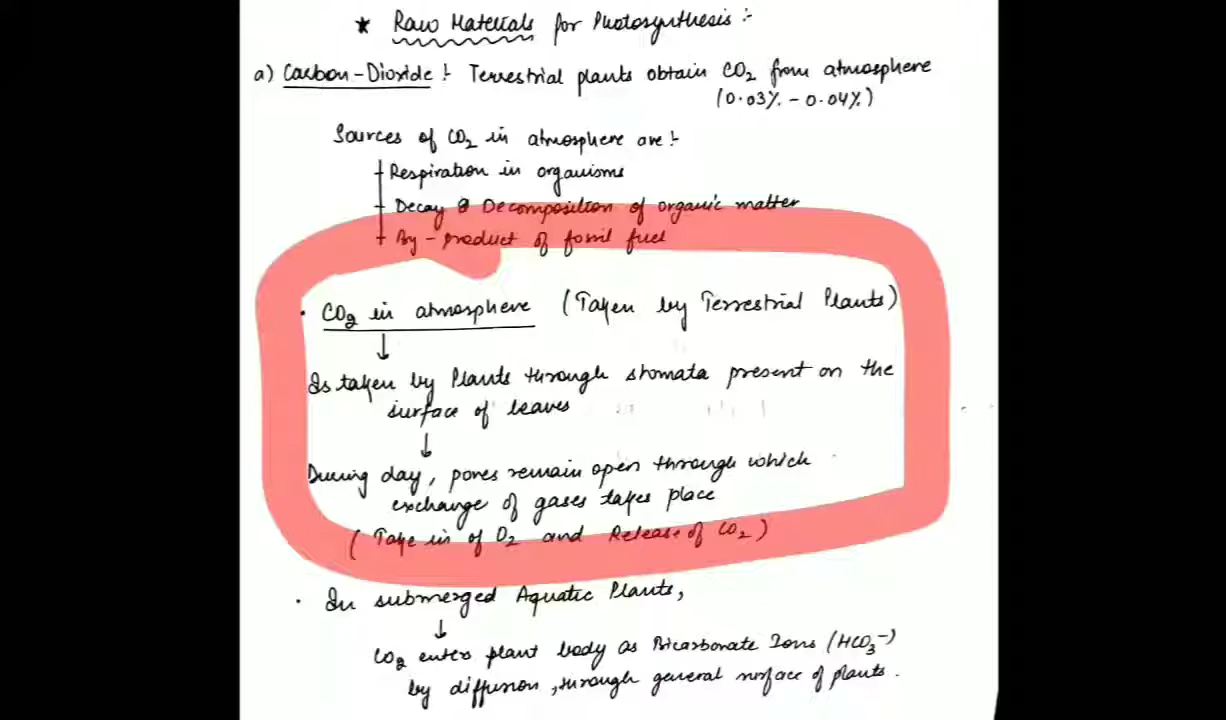 ★ Raw Materials for Photosynthesis :-
a) Carbon-Dioxide :- Terrestrial plants obtain CO₂ from atmosphere
(0.03% - 0.04%)
Sources of CO₂ in atmosphere are :-
Respiration in organisms
Decay & Decomposition of organic matter
By-product of fossil fuel
• CO₂ in atmosphere (Taken by Terrestrial Plants)
↓
Is taken by Plants through stomata present on the
surface of leaves
↓
During day, pores remain open through which
exchange of gases takes place
(Take in of O₂ and Release of CO₂)
• In submerged Aquatic Plants,
↓
CO₂ enters plant body as Bicarbonate Ions (HCO₃⁻)
by diffusion, through general surface of plants.